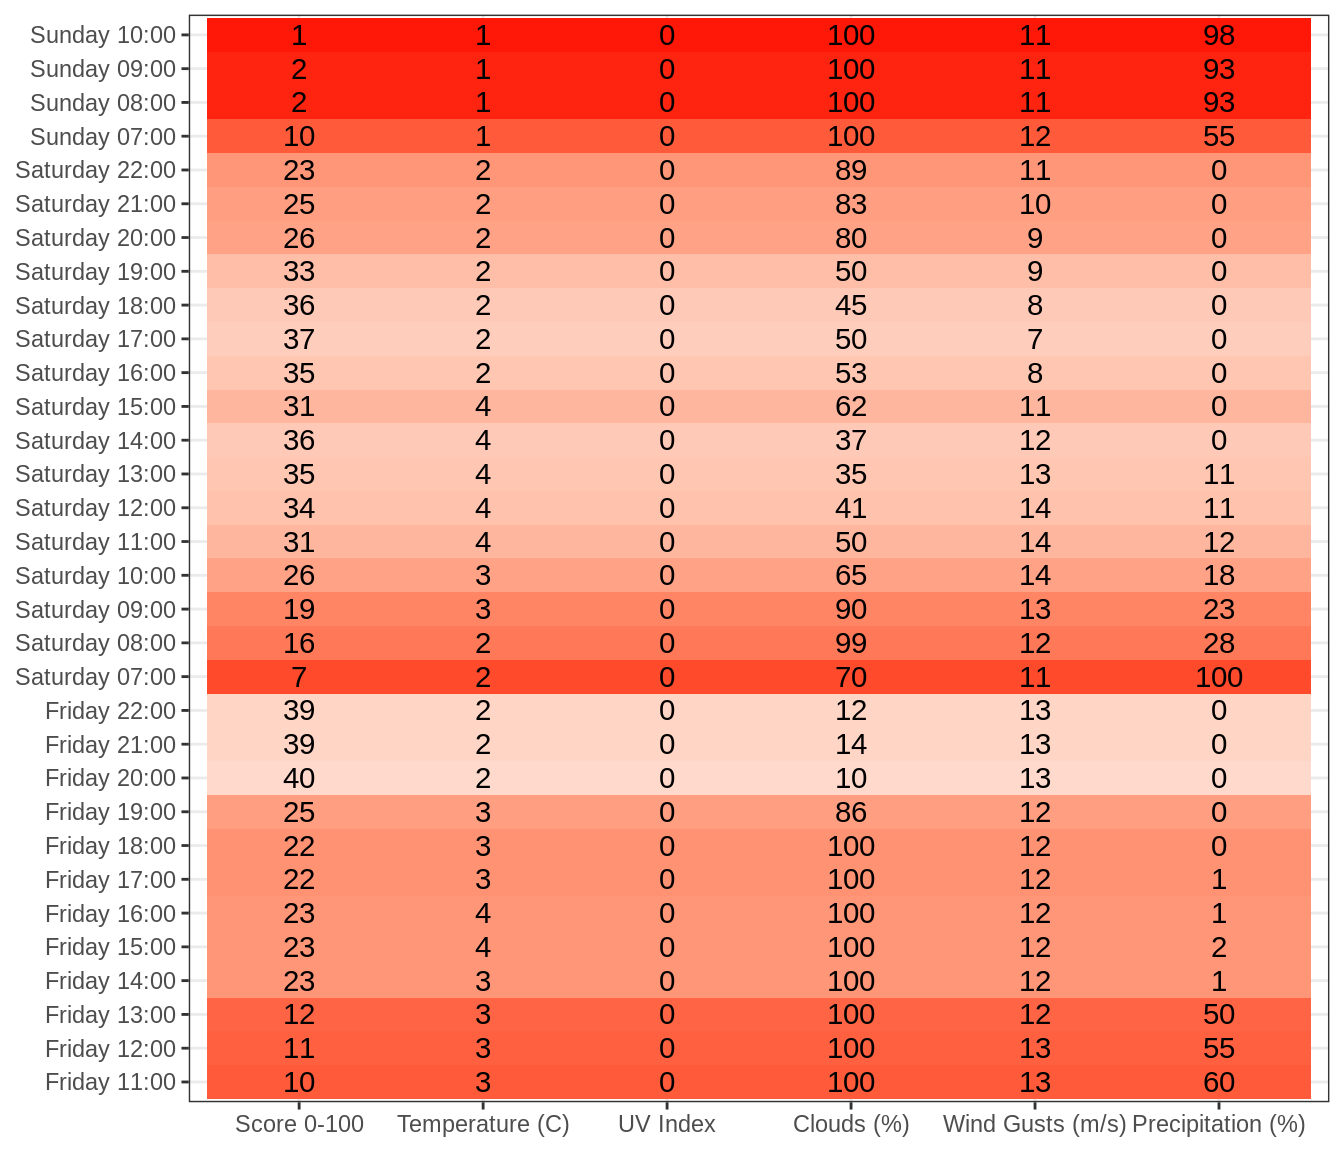 Sunday 10:00 1 1 0 100 11 98
Sunday 09:00 2 1 0 100 11 93
Sunday 08:00 2 1 0 100 11 93
Sunday 07:00 10 1 0 100 12 55
Saturday 22:00 23 2 0 89 11 0
Saturday 21:00 25 2 0 83 10 0
Saturday 20:00 26 2 0 80 9 0
Saturday 19:00 33 2 0 50 9 0
Saturday 18:00 36 2 0 45 8 0
Saturday 17:00 37 2 0 50 7 0
Saturday 16:00 35 2 0 53 8 0
Saturday 15:00 31 4 0 62 11 0
Saturday 14:00 36 4 0 37 12 0
Saturday 13:00 35 4 0 35 13 11
Saturday 12:00 34 4 0 41 14 11
Saturday 11:00 31 4 0 50 14 12
Saturday 10:00 26 3 0 65 14 18
Saturday 09:00 19 3 0 90 13 23
Saturday 08:00 16 2 0 99 12 28
Saturday 07:00 7 2 0 70 11 100
Friday 22:00 39 2 0 12 13 0
Friday 21:00 39 2 0 14 13 0
Friday 20:00 40 2 0 10 13 0
Friday 19:00 25 3 0 86 12 0
Friday 18:00 22 3 0 100 12 0
Friday 17:00 22 3 0 100 12 1
Friday 16:00 23 4 0 100 12 1
Friday 15:00 23 4 0 100 12 2
Friday 14:00 23 3 0 100 12 1
Friday 13:00 12 3 0 100 12 50
Friday 12:00 11 3 0 100 13 55
Friday 11:00 10 3 0 100 13 60
Score 0-100 Temperature (C) UV Index Clouds (%) Wind Gusts (m/s) Precipitation (%)